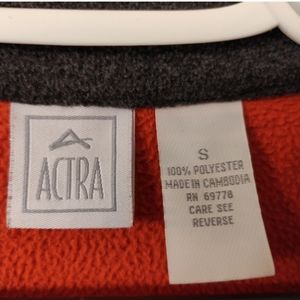 ACTRA
S
100% POLYESTER
MADE IN CAMBODIA
RN 69778
CARE SEE
REVERSE